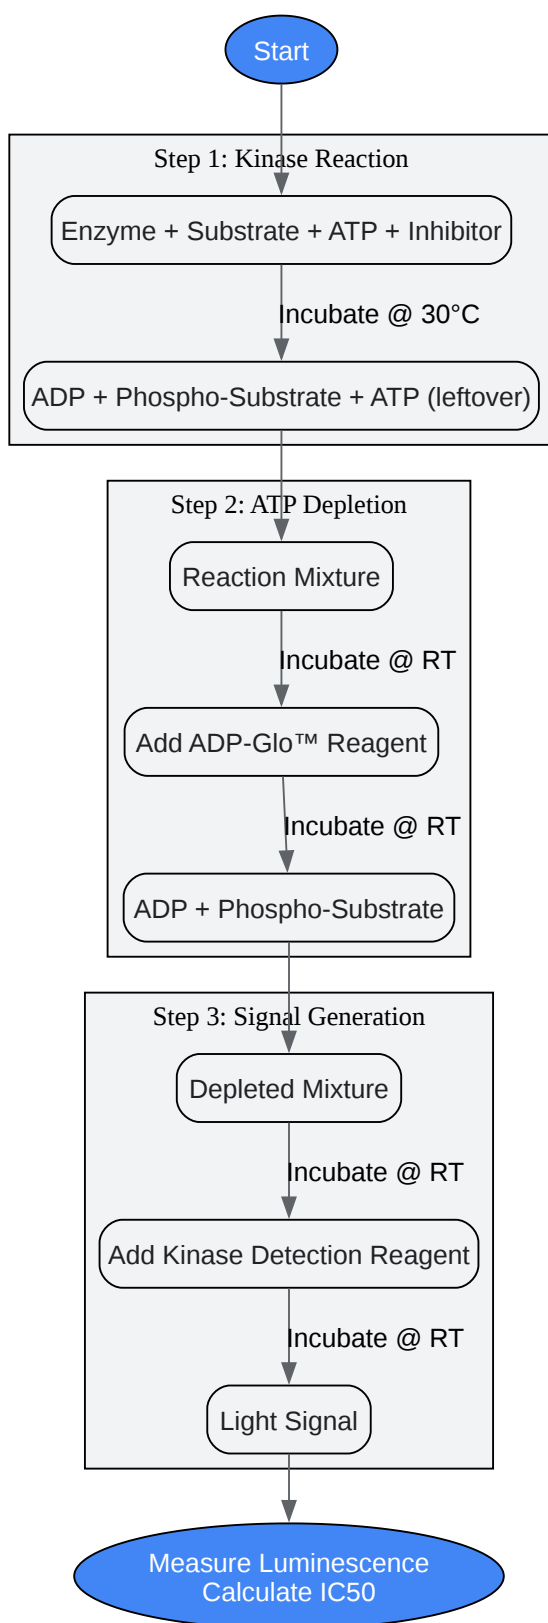 Start
Step 1: Kinase Reaction
Enzyme + Substrate + ATP + Inhibitor
Incubate @ 30°C
ADP + Phospho-Substrate + ATP (leftover)
Step 2: ATP Depletion
Reaction Mixture
Incubate @ RT
Add ADP-Glo™ Reagent
Incubate @ RT
ADP + Phospho-Substrate
Step 3: Signal Generation
Depleted Mixture
Incubate @ RT
Add Kinase Detection Reagent
Incubate @ RT
Light Signal
Measure Luminescence
Calculate IC50